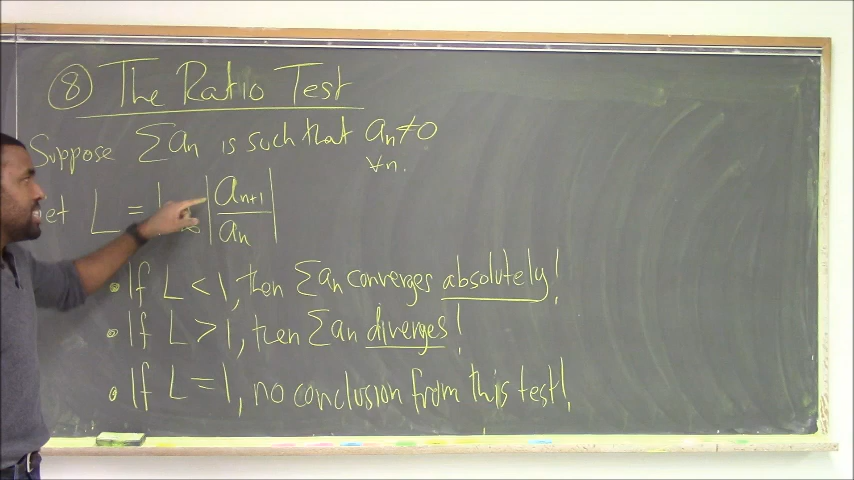 ⑧ The Ratio Test
Suppose ∑aₙ is such that aₙ≠0
∀n.
L = |aₙ₊₁/aₙ|
• If L < 1, then ∑aₙ converges absolutely!
• If L > 1, then ∑aₙ diverges!
• If L = 1, no conclusion from this test!